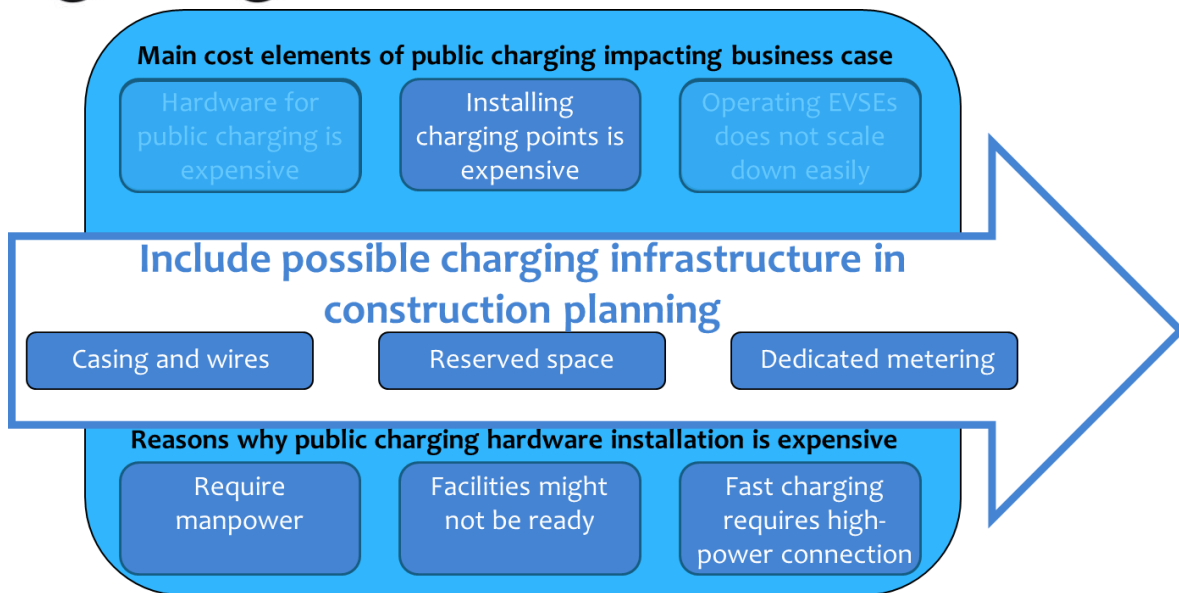 Main cost elements of public charging impacting business case
Hardware for
public charging is
expensive
Installing
charging points is
expensive
Operating EVSEs
does not scale
down easily
Include possible charging infrastructure in
construction planning
Casing and wires
Reserved space
Dedicated metering
Reasons why public charging hardware installation is expensive
Require
manpower
Facilities might
not be ready
Fast charging
requires high-
power connection